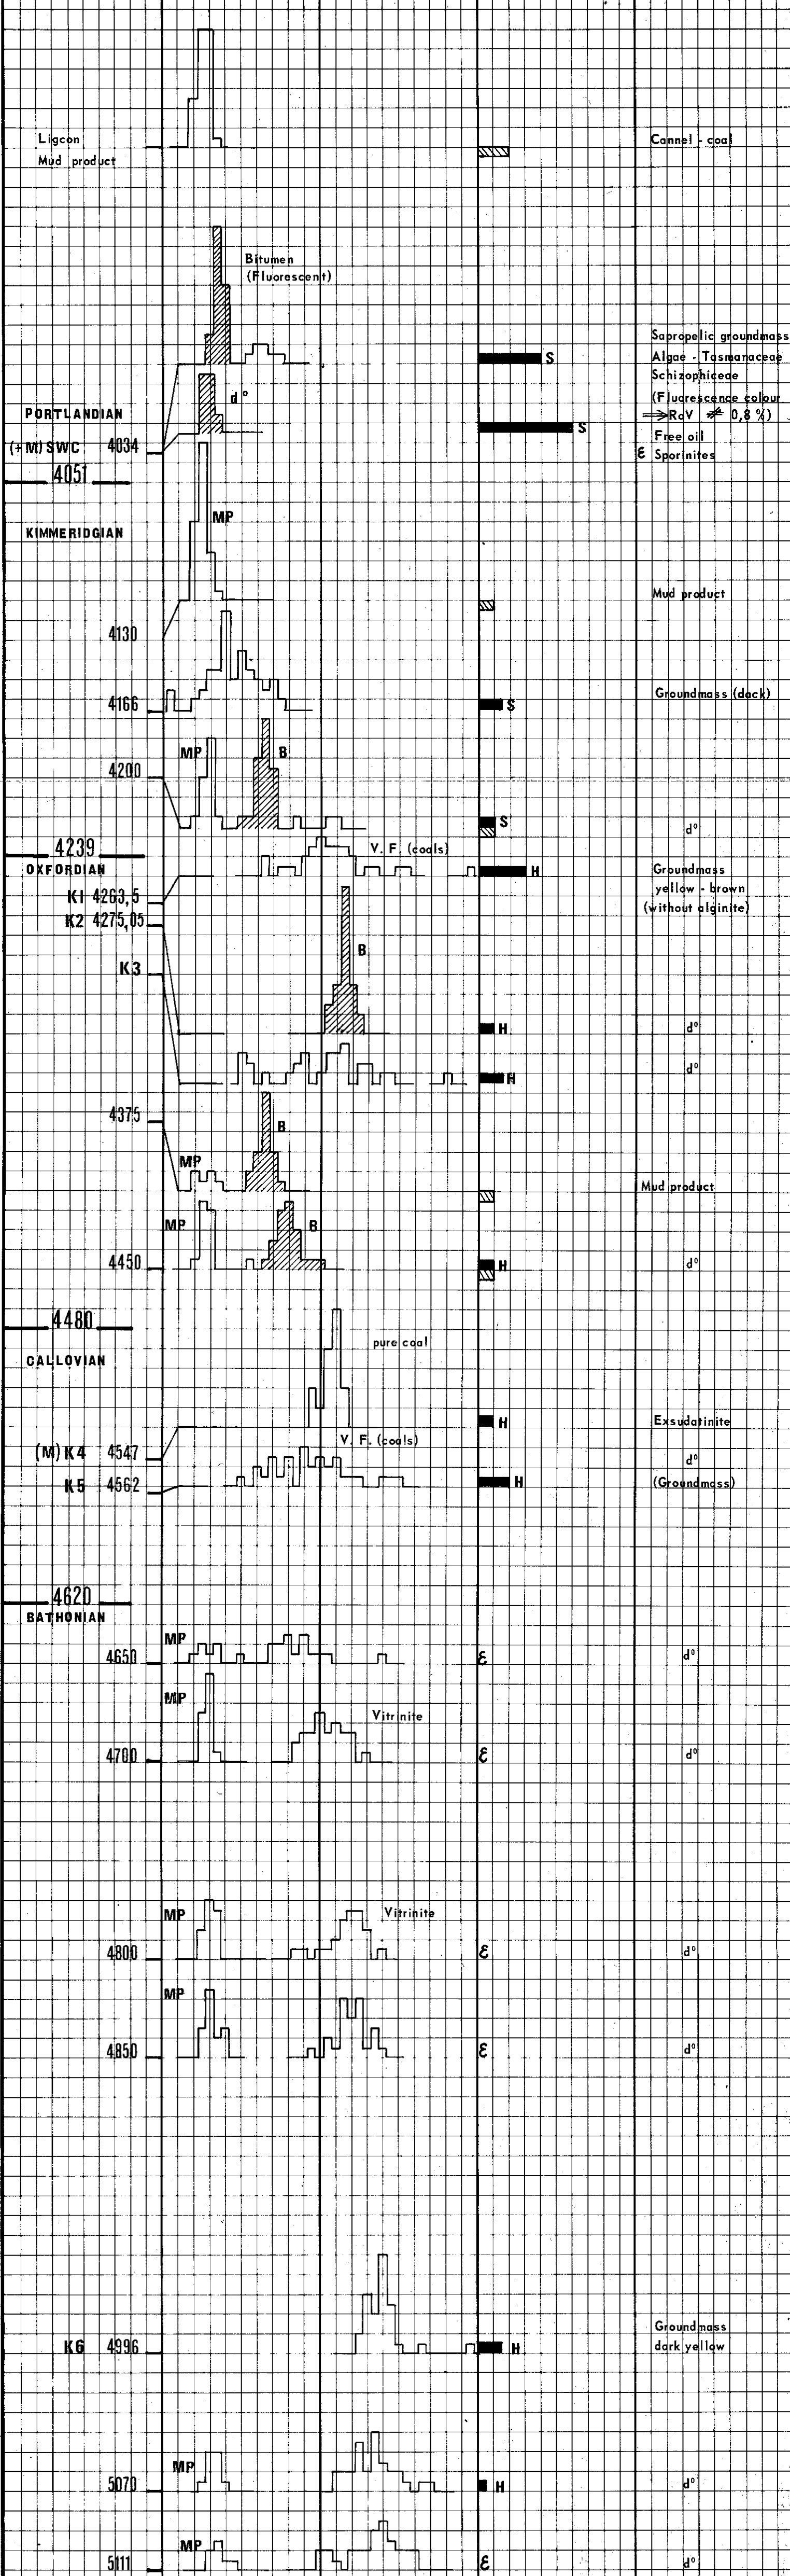 Ligcon
Mud product
Cannel - coal
Bitumen
(Fluorescent)
Sapropelic groundmass
S
Algae - Tasmanaceae
Schizophiceae
d°
(Fluorescence colour
PORTLANDIAN
⟹RoV ≠ 0,8 %)
S
Free oil
(+M) SWC 4034
ε Sporinites
4051
MP
KIMMERIDGIAN
Mud product
4130
Groundmass (dack)
4166
S
MP
B
4200
S
d°
4239
V. F. (coals)
OXFORDIAN
H
Groundmass
yellow - brown
K1 4263,5
(without alginite)
K2 4275,05
B
K3
H
d°
d°
H
4375
B
MP
Mud product
MP
B
4450
H
d°
4480
pure coal
CALLOVIAN
H
Exsudatinite
V. F. (coals)
(M) K4 4547
d°
K5 4562
H
(Groundmass)
4620
BATHONIAN
MP
4650
ε
d°
MP
Vitrinite
4700
ε
d°
MP
Vitrinite
4800
ε
d°
MP
4850
ε
d°
Groundmass
K6 4996
H
dark yellow
MP
5070
H
d°
MP
5111
ε
d°